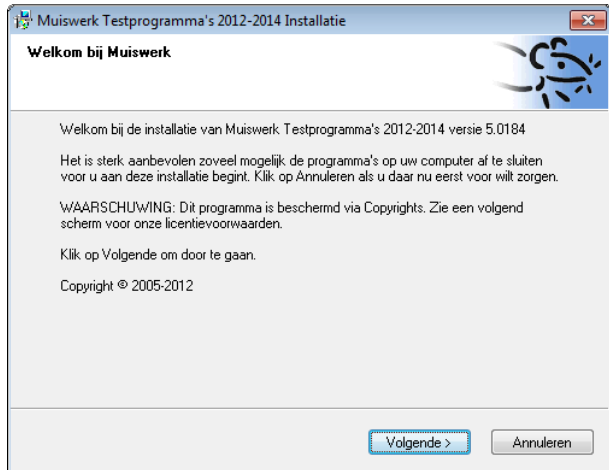 Muiswerk Testprogramma's 2012-2014 Installatie
Welkom bij Muiswerk
Welkom bij de installatie van Muiswerk Testprogramma's 2012-2014 versie 5.0184
Het is sterk aanbevolen zoveel mogelijk de programma's op uw computer af te sluiten
voor u aan deze installatie begint. Klik op Annuleren als u daar nu eerst voor wilt zorgen.
WAARSCHUWING: Dit programma is beschermd via Copyrights. Zie een volgend
scherm voor onze licentievoorwaarden.
Klik op Volgende om door te gaan.
Copyright © 2005-2012
Volgende >
Annuleren